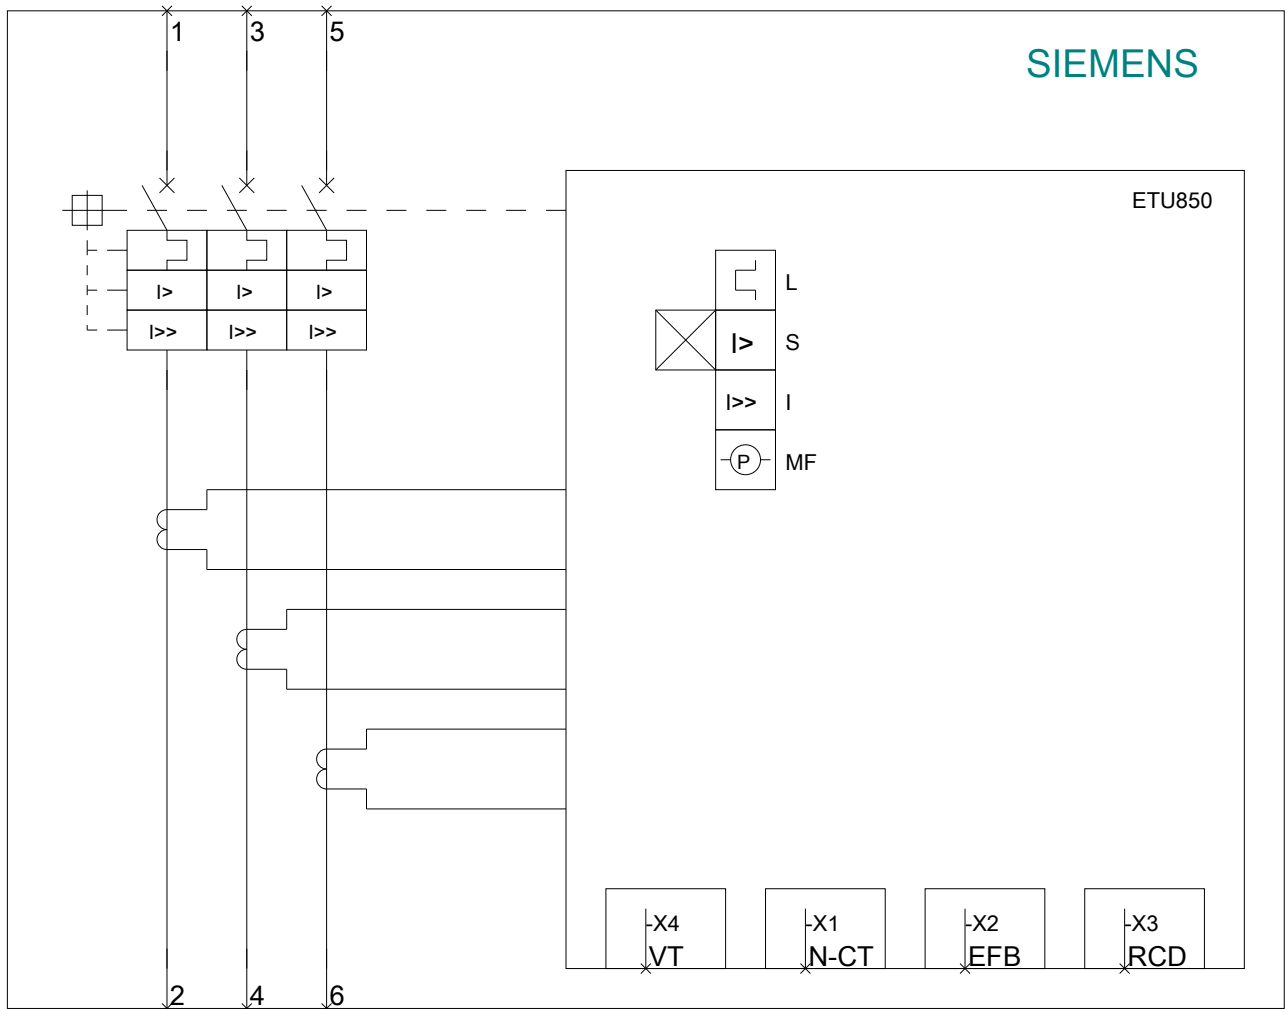 1 3 5
SIEMENS
ETU850
I> I> I>
I>> I>> I>>
L
I> S
I>> I
P MF
-X4 -X1 -X2 -X3
VT N-CT EFB RCD
2 4 6